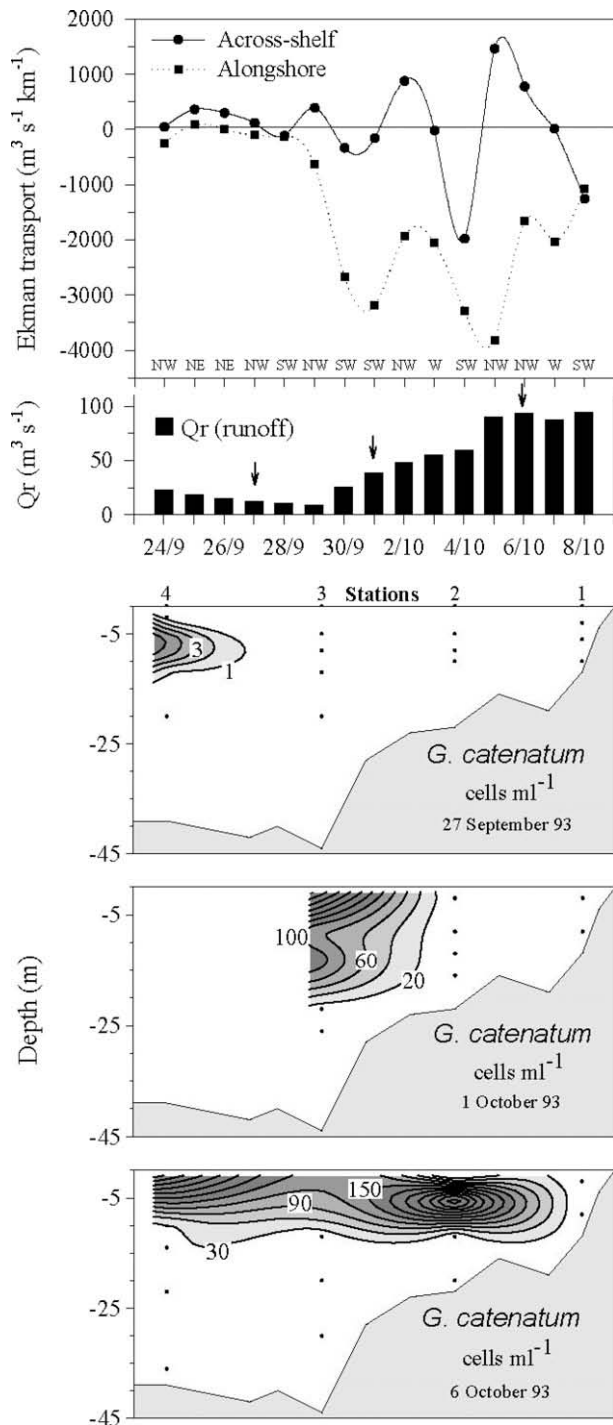 2000
Across-shelf
Alongshore
1000
0
-1000
-2000
-3000
-4000
Ekman transport (m³ s⁻¹ km⁻¹)
NW NE NE NW SW NW SW SW NW W SW NW NW W SW
100
50
0
Qr (m³ s⁻¹)
Qr (runoff)
24/9 26/9 28/9 30/9 2/10 4/10 6/10 8/10
4 3 Stations 2 1
-5
-25
-45
3
1
G. catenatum
cells ml⁻¹
27 September 93
-5
-25
-45
Depth (m)
100
60
20
G. catenatum
cells ml⁻¹
1 October 93
-5
-25
-45
150
90
30
G. catenatum
cells ml⁻¹
6 October 93